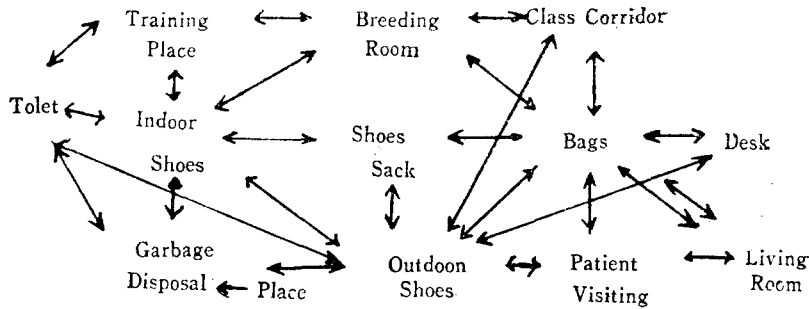 Training Place
Breeding Room
Class Corridor
Tolet
Indoor Shoes
Shoes Sack
Bags
Desk
Garbage Disposal Place
Outdoon Shoes
Patient Visiting
Living Room